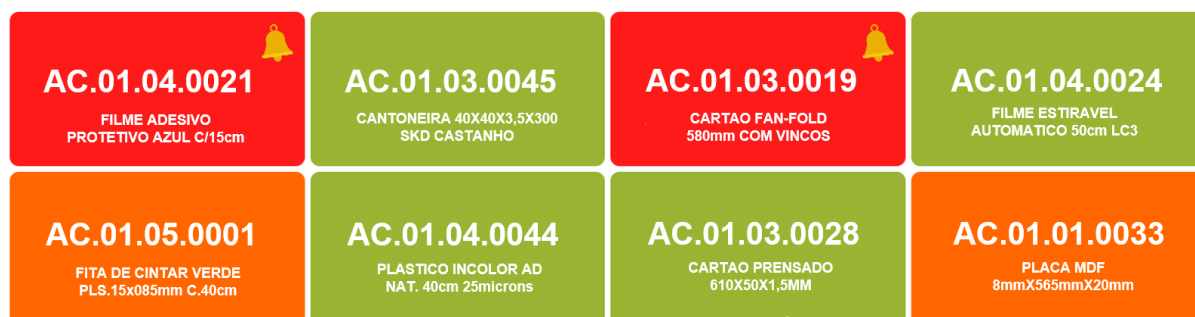 AC.01.04.0021
FILME ADESIVO
PROTETIVO AZUL C/15cm
AC.01.03.0045
CANTONEIRA 40X40X3,5X300
SKD CASTANHO
AC.01.03.0019
CARTAO FAN-FOLD
580mm COM VINCOS
AC.01.04.0024
FILME ESTIRAVEL
AUTOMATICO 50cm LC3
AC.01.05.0001
FITA DE CINTAR VERDE
PLS.15x085mm C.40cm
AC.01.04.0044
PLASTICO INCOLOR AD
NAT. 40cm 25microns
AC.01.03.0028
CARTAO PRENSADO
610X50X1,5MM
AC.01.01.0033
PLACA MDF
8mmX565mmX20mm